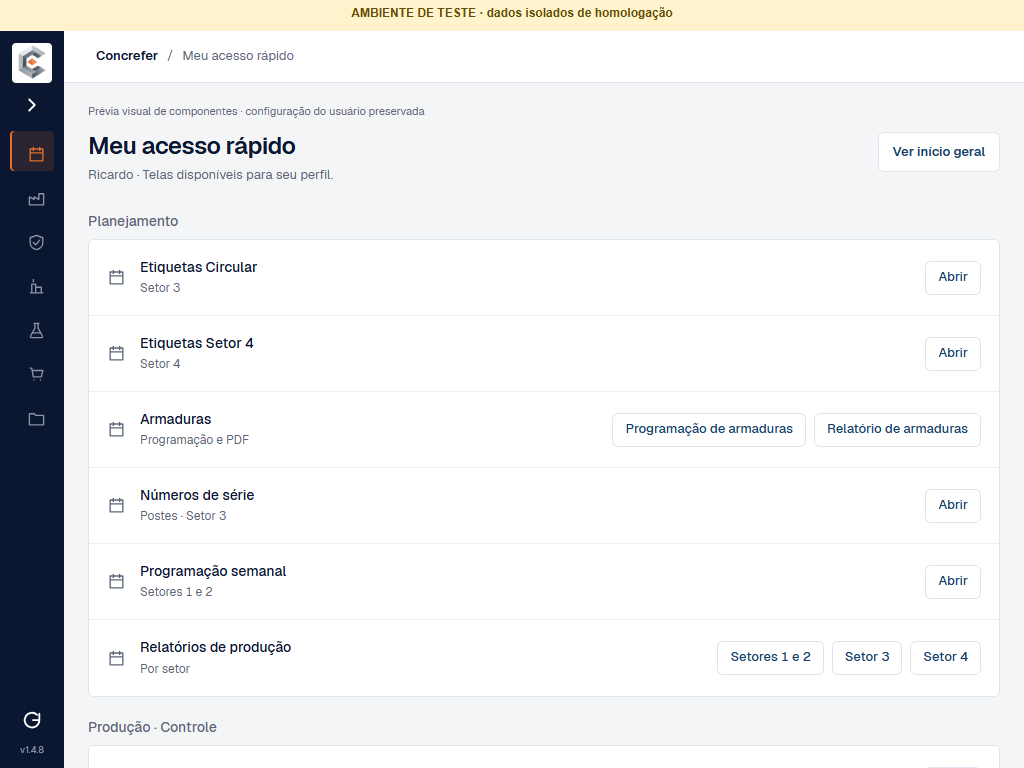 AMBIENTE DE TESTE · dados isolados de homologação
Concrefer / Meu acesso rápido
Prévia visual de componentes · configuração do usuário preservada
Meu acesso rápido
Ver início geral
Ricardo · Telas disponíveis para seu perfil.
Planejamento
Etiquetas Circular
Setor 3
Abrir
Etiquetas Setor 4
Setor 4
Abrir
Armaduras
Programação e PDF
Programação de armaduras
Relatório de armaduras
Números de série
Postes · Setor 3
Abrir
Programação semanal
Setores 1 e 2
Abrir
Relatórios de produção
Por setor
Setores 1 e 2
Setor 3
Setor 4
Produção · Controle
v1.4.8